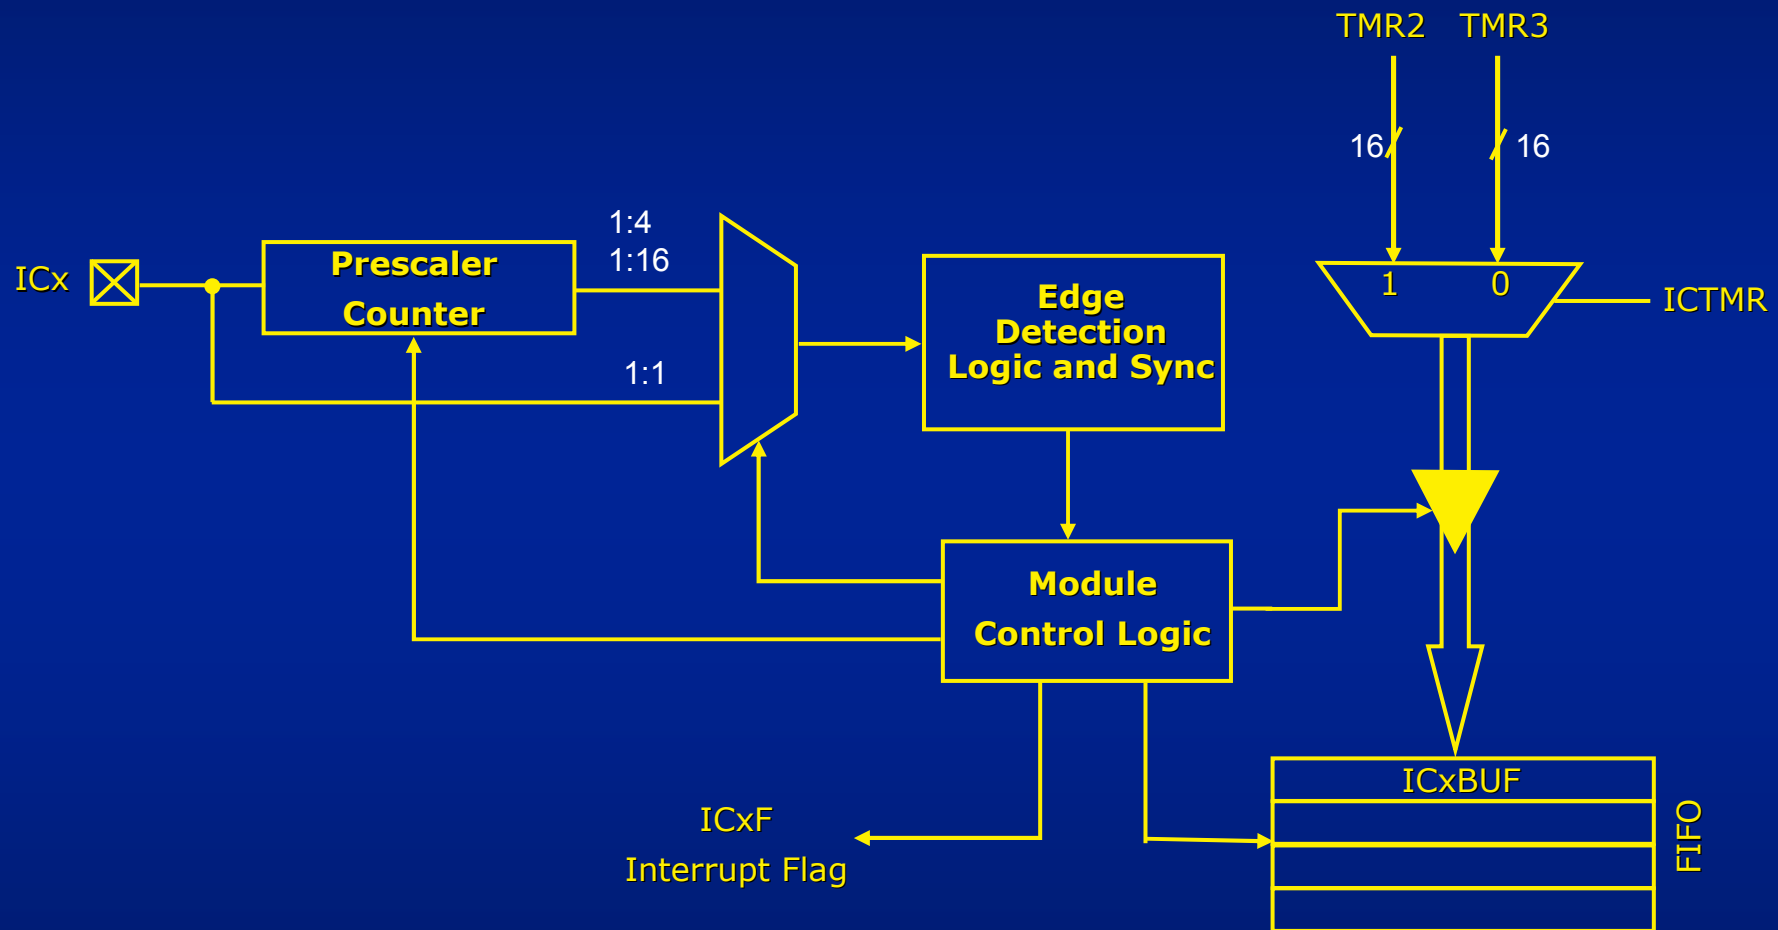 TMR2 TMR3
16 16
1 0
ICTMR
1:4
1:16
ICx
Prescaler
Counter
1:1
Edge
Detection
Logic and Sync
Module
Control Logic
ICxBUF
FIFO
ICxF
Interrupt Flag